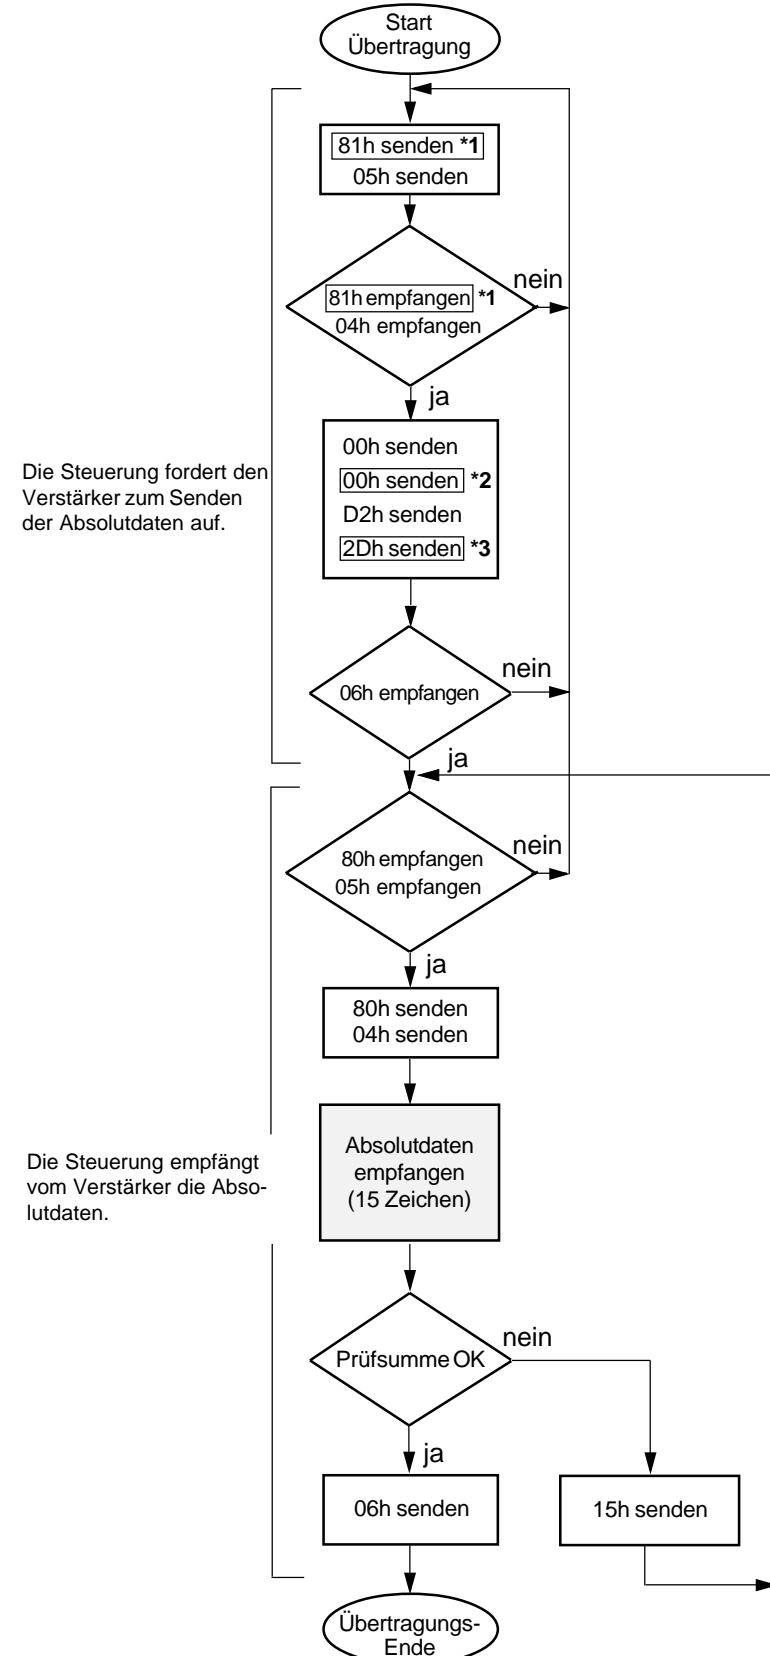 Start
Übertragung
81h senden *1
05h senden
nein
81h empfangen *1
04h empfangen
ja
00h senden
00h senden *2
D2h senden
2Dh senden *3
Die Steuerung fordert den
Verstärker zum Senden
der Absolutdaten auf.
nein
06h empfangen
ja
nein
80h empfangen
05h empfangen
ja
80h senden
04h senden
Absolutdaten
empfangen
(15 Zeichen)
Die Steuerung empfängt
vom Verstärker die Abso-
lutdaten.
nein
Prüfsumme OK
ja
06h senden
15h senden
Übertragungs-
Ende